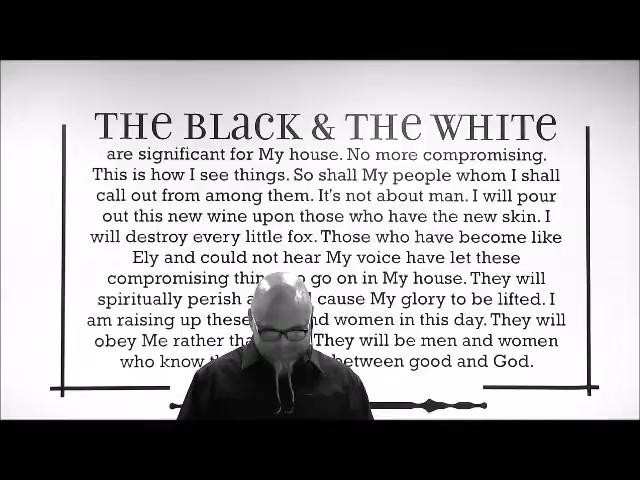 THE BLACK & THE WHITE
are significant for My house. No more compromising.
This is how I see things. So shall My people whom I shall
call out from among them. It's not about man. I will pour
out this new wine upon those who have the new skin. I
will destroy every little fox. Those who have become like
Ely and could not hear My voice have let these
compromising go on in My house. They will
spiritually perish cause My glory to be lifted. I
am raising up these women in this day. They will
obey Me rather They will be men and women
who know between good and God.